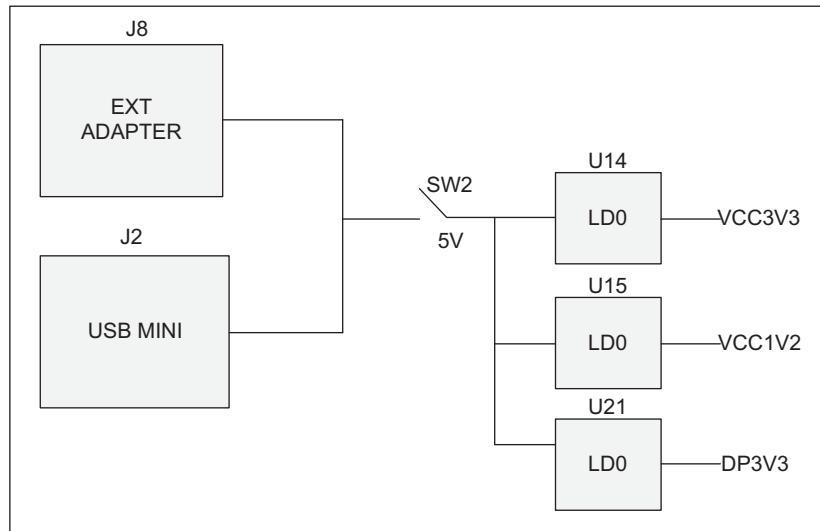 J8
EXT
ADAPTER
J2
USB MINI
SW2
5V
U14
LD0
VCC3V3
U15
LD0
VCC1V2
U21
LD0
DP3V3